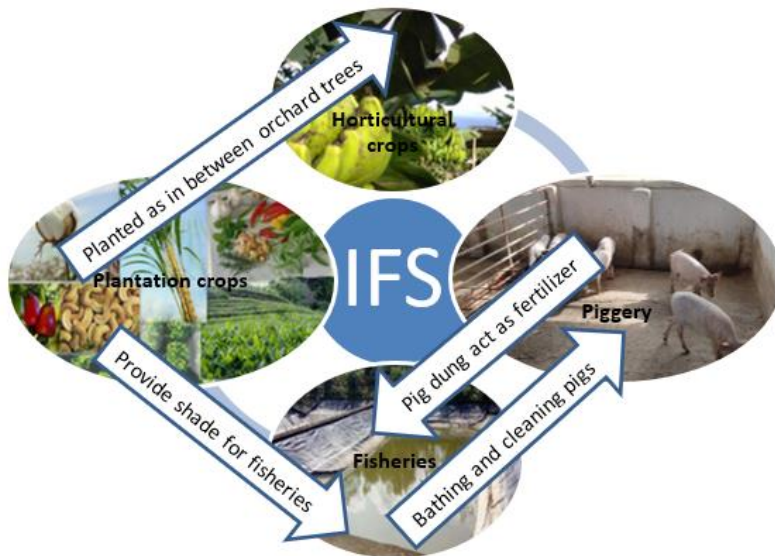 Horticultural
crops
Planted as in between orchard trees
Plantation crops
IFS
Piggery
Pig dung act as fertilizer
Provide shade for fisheries
Fisheries
Bathing and cleaning pigs